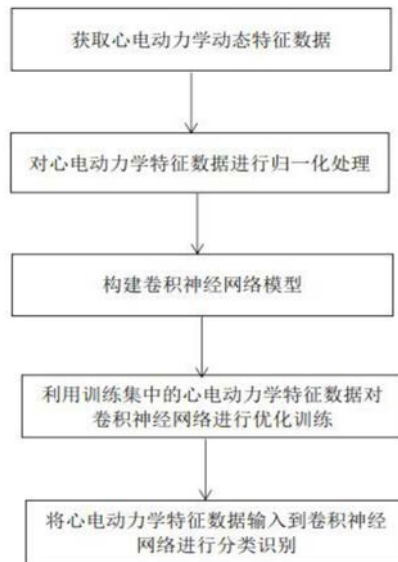 获取心电动力学动态特征数据
对心电动力学特征数据进行归一化处理
构建卷积神经网络模型
利用训练集中的心电动力学特征数据对
卷积神经网络进行优化训练
将心电动力学特征数据输入到卷积神经
网络进行分类识别